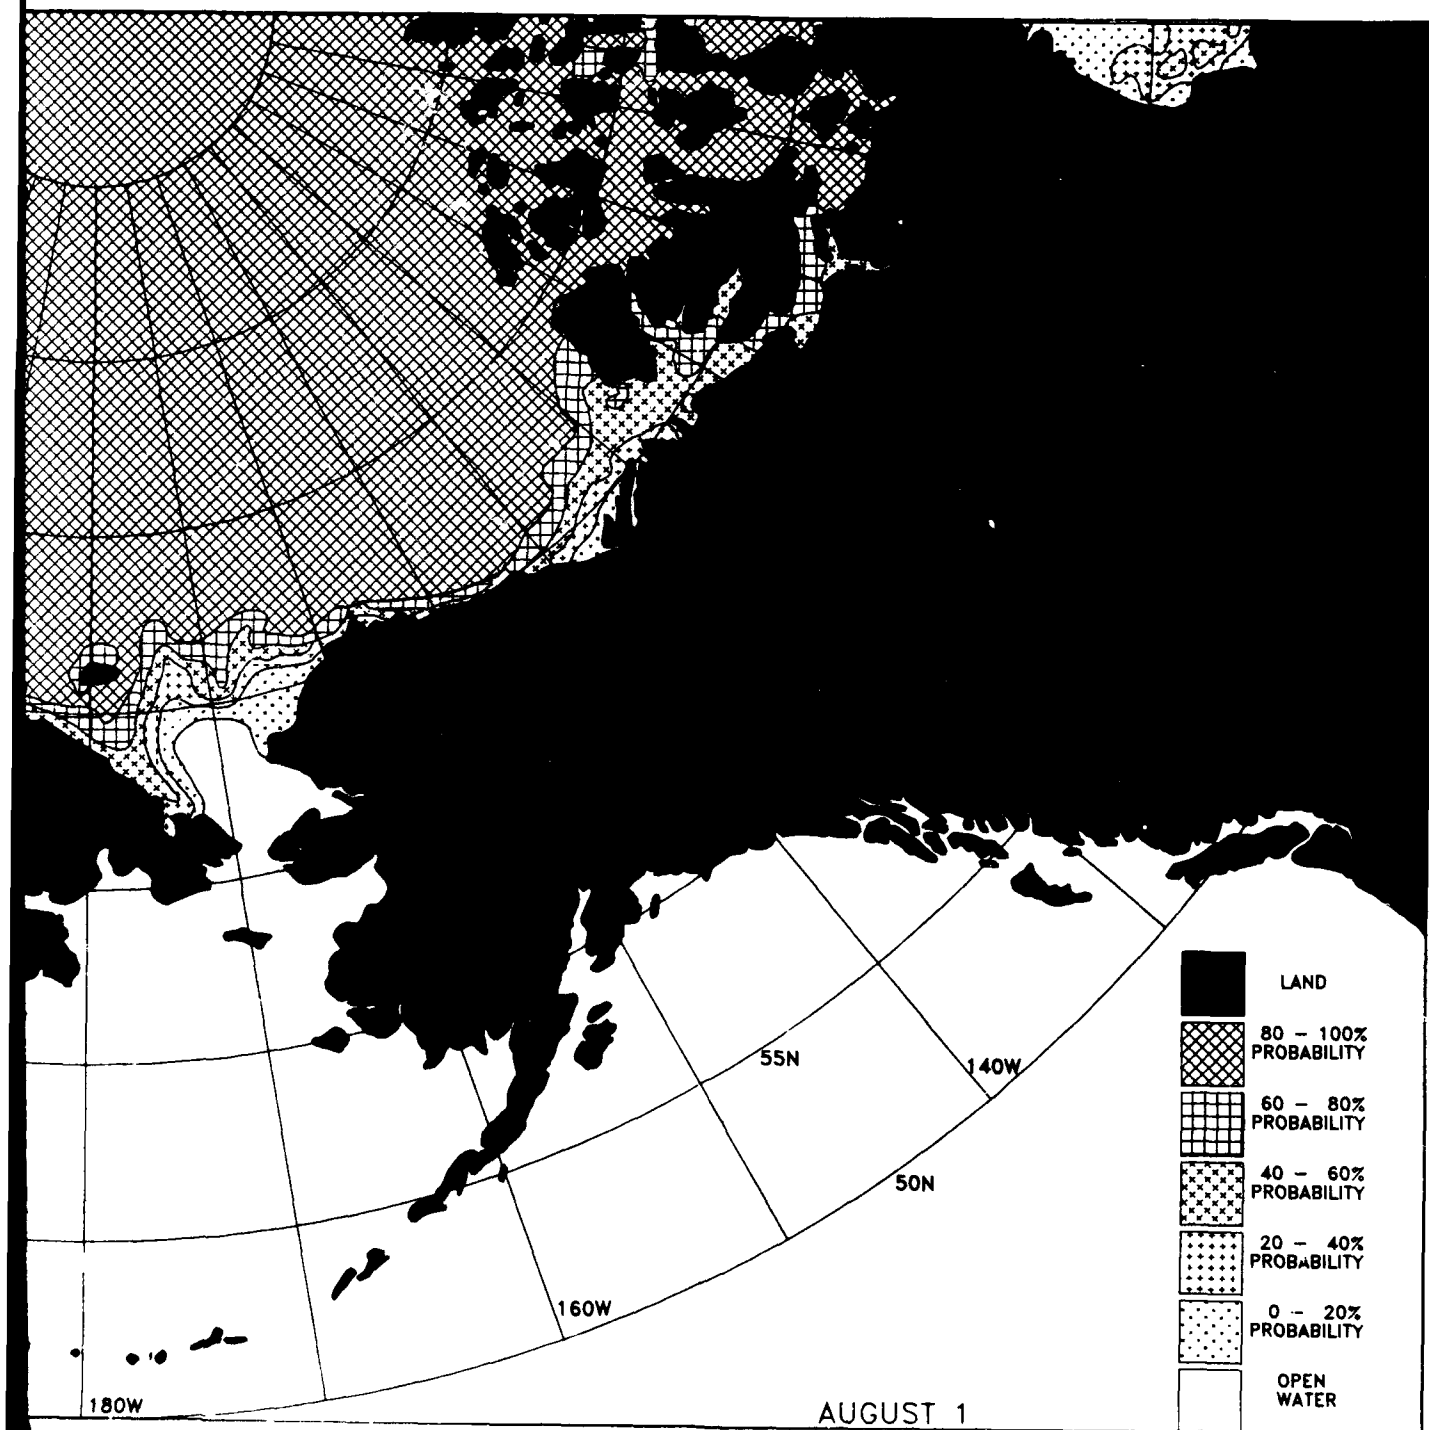 LAND
80 – 100%
PROBABILITY
60 – 80%
PROBABILITY
40 – 60%
PROBABILITY
20 – 40%
PROBABILITY
0 – 20%
PROBABILITY
OPEN
WATER
55N
140W
50N
160W
180W
AUGUST 1